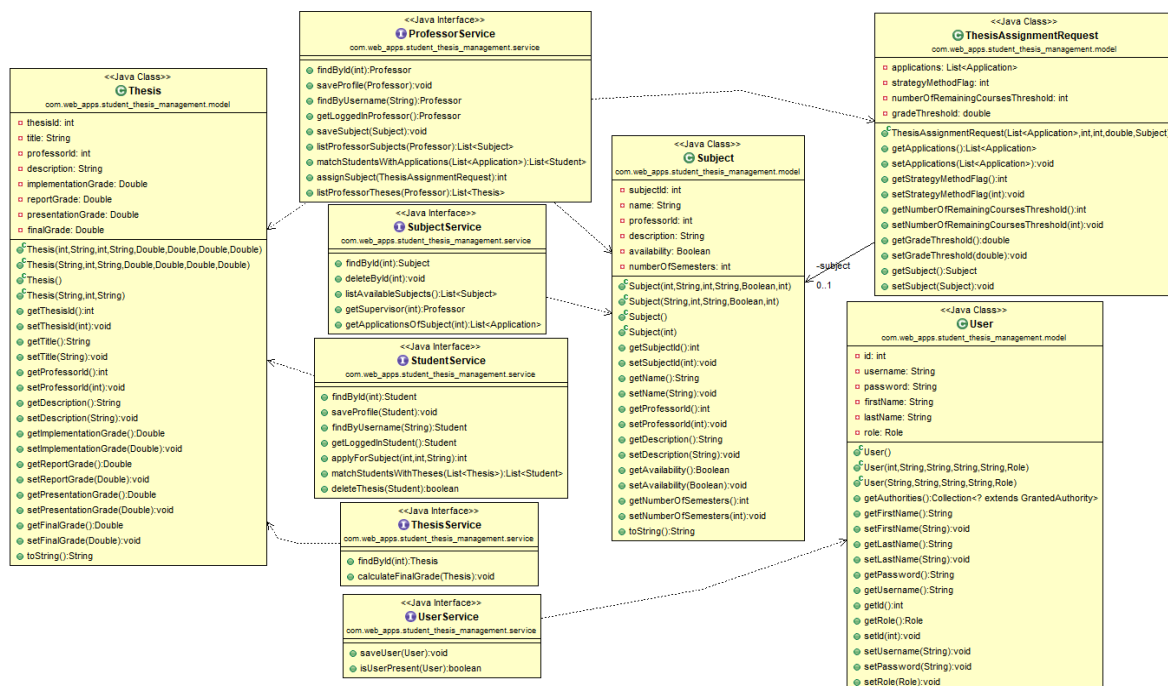 <<Java Class>>
Thesis
com.web_apps.student_thesis_management.model
thesisId: int
title: String
professorId: int
description: String
implementationGrade: Double
reportGrade: Double
presentationGrade: Double
finalGrade: Double
Thesis(int,String,int,String,Double,Double,Double,Double)
Thesis(String,int,String,Double,Double,Double,Double)
Thesis()
Thesis(String,int,String)
getThesisId():int
setThesisId(int):void
getTitle():String
setTitle(String):void
getProfessorId():int
setProfessorId(int):void
getDescription():String
setDescription(String):void
getImplementationGrade():Double
setImplementationGrade(Double):void
getReportGrade():Double
setReportGrade(Double):void
getPresentationGrade():Double
setPresentationGrade(Double):void
getFinalGrade():Double
setFinalGrade(Double):void
toString():String
<<Java Interface>>
ProfessorService
com.web_apps.student_thesis_management.service
findById(int):Professor
saveProfile(Professor):void
findByUsername(String):Professor
getLoggedInProfessor():Professor
saveSubject(Subject):void
listProfessorSubjects(Professor):List<Subject>
matchStudentsWithApplications(List<Application>):List<Student>
assignSubject(ThesisAssignmentRequest):int
listProfessorTheses(Professor):List<Thesis>
<<Java Interface>>
SubjectService
com.web_apps.student_thesis_management.service
findById(int):Subject
deleteById(int):void
listAvailableSubjects():List<Subject>
getSupervisor(int):Professor
getApplicationsOfSubject(int):List<Application>
<<Java Interface>>
StudentService
com.web_apps.student_thesis_management.service
findById(int):Student
saveProfile(Student):void
findByUsername(String):Student
getLoggedInStudent():Student
applyForSubject(int,int,String):int
matchStudentsWithTheses(List<Thesis>):List<Student>
deleteThesis(Student):boolean
<<Java Interface>>
ThesisService
com.web_apps.student_thesis_management.service
findById(int):Thesis
calculateFinalGrade(Thesis):void
<<Java Interface>>
UserService
com.web_apps.student_thesis_management.service
saveUser(User):void
isUserPresent(User):boolean
<<Java Class>>
Subject
com.web_apps.student_thesis_management.model
subjectId: int
name: String
professorId: int
description: String
availability: Boolean
numberOfSemesters: int
Subject(int,String,int,String,Boolean,int)
Subject(String,int,String,Boolean,int)
Subject()
Subject(int)
getSubjectId():int
setSubjectId(int):void
getName():String
setName(String):void
getProfessorId():int
setProfessorId(int):void
getDescription():String
setDescription(String):void
getAvailability():Boolean
setAvailability(Boolean):void
getNumberOfSemesters():int
setNumberOfSemesters(int):void
toString():String
<<Java Class>>
ThesisAssignmentRequest
com.web_apps.student_thesis_management.model
applications: List<Application>
strategyMethodFlag: int
numberOfRemainingCoursesThreshold: int
gradeThreshold: double
ThesisAssignmentRequest(List<Application>,int,int,double,Subject)
getApplications():List<Application>
setApplications(List<Application>):void
getStrategyMethodFlag():int
setStrategyMethodFlag(int):void
getNumberOfRemainingCoursesThreshold():int
setNumberOfRemainingCoursesThreshold(int):void
getGradeThreshold():double
setGradeThreshold(double):void
getSubject():Subject
setSubject(Subject):void
-subject
0..1
<<Java Class>>
User
com.web_apps.student_thesis_management.model
id: int
username: String
password: String
firstName: String
lastName: String
role: Role
User()
User(int,String,String,String,String,Role)
User(String,String,String,String,Role)
getAuthorities():Collection<? extends GrantedAuthority>
getFirstName():String
setFirstName(String):void
getLastName():String
setLastName(String):void
getPassword():String
getUsername():String
getId():int
getRole():Role
setId(int):void
setUsername(String):void
setPassword(String):void
setRole(Role):void